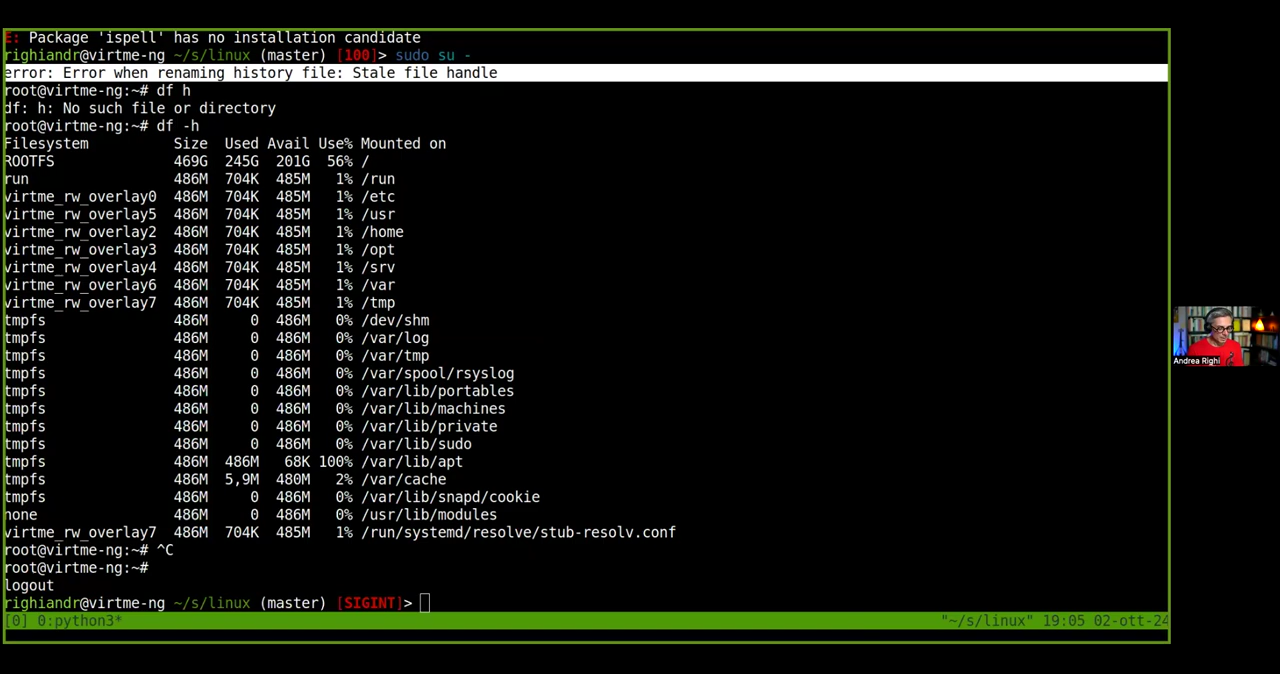 E: Package 'ispell' has no installation candidate
righiandr@virtme-ng ~/s/linux (master) [100]> sudo su -
error: Error when renaming history file: Stale file handle
root@virtme-ng:~# df h
df: h: No such file or directory
root@virtme-ng:~# df -h
Filesystem Size Used Avail Use% Mounted on
ROOTFS 469G 245G 201G 56% /
run 486M 704K 485M 1% /run
virtme_rw_overlay0 486M 704K 485M 1% /etc
virtme_rw_overlay5 486M 704K 485M 1% /usr
virtme_rw_overlay2 486M 704K 485M 1% /home
virtme_rw_overlay3 486M 704K 485M 1% /opt
virtme_rw_overlay4 486M 704K 485M 1% /srv
virtme_rw_overlay6 486M 704K 485M 1% /var
virtme_rw_overlay7 486M 704K 485M 1% /tmp
tmpfs 486M 0 486M 0% /dev/shm
tmpfs 486M 0 486M 0% /var/log
tmpfs 486M 0 486M 0% /var/tmp
tmpfs 486M 0 486M 0% /var/spool/rsyslog
tmpfs 486M 0 486M 0% /var/lib/portables
tmpfs 486M 0 486M 0% /var/lib/machines
tmpfs 486M 0 486M 0% /var/lib/private
tmpfs 486M 0 486M 0% /var/lib/sudo
tmpfs 486M 486M 68K 100% /var/lib/apt
tmpfs 486M 5,9M 480M 2% /var/cache
tmpfs 486M 0 486M 0% /var/lib/snapd/cookie
none 486M 0 486M 0% /usr/lib/modules
virtme_rw_overlay7 486M 704K 485M 1% /run/systemd/resolve/stub-resolv.conf
root@virtme-ng:~# ^C
root@virtme-ng:~#
logout
righiandr@virtme-ng ~/s/linux (master) [SIGINT]>
[0] 0:python3* "~/s/linux" 19:05 02-ott-24
Andrea Righi